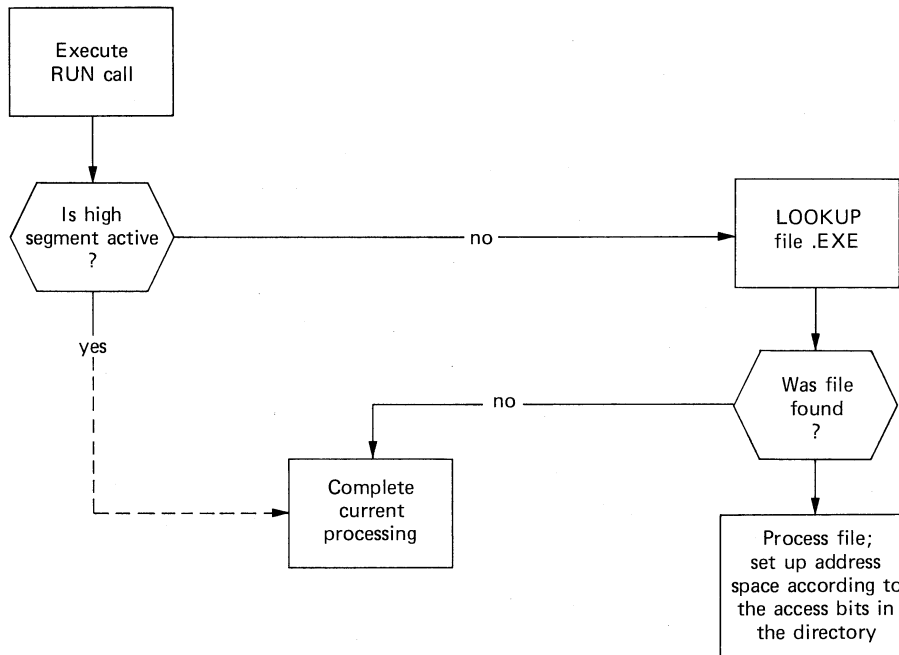 Execute
RUN call
Is high
segment active
?
no
LOOKUP
file .EXE
yes
Was file
found
?
no
Complete
current
processing
Process file;
set up address
space according to
the access bits in
the directory